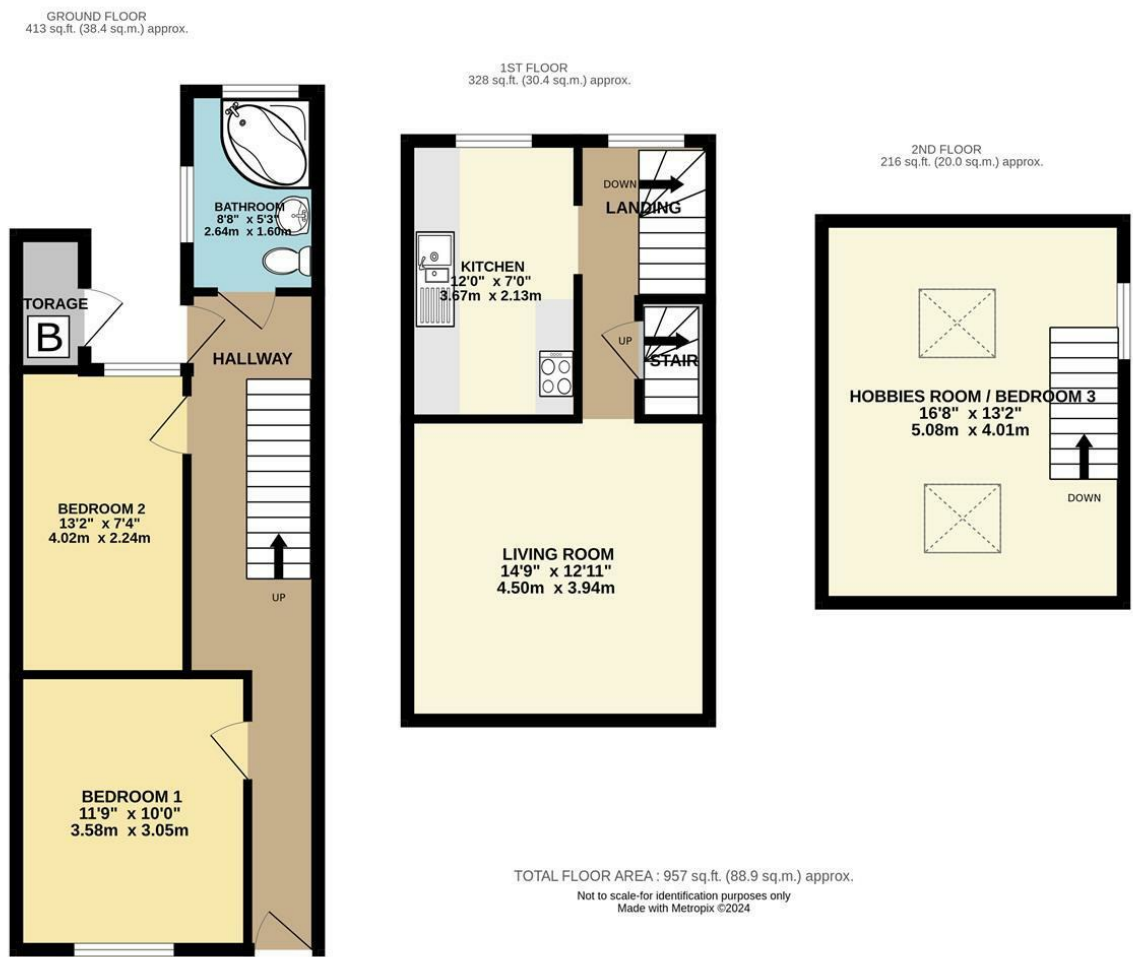 GROUND FLOOR
413 sq.ft. (38.4 sq.m.) approx.
BATHROOM
8'8" x 5'3"
2.64m x 1.60m
TORAGE
B
HALLWAY
BEDROOM 2
13'2" x 7'4"
4.02m x 2.24m
UP
BEDROOM 1
11'9" x 10'0"
3.58m x 3.05m
1ST FLOOR
328 sq.ft. (30.4 sq.m.) approx.
DOWN
LANDING
KITCHEN
12'0" x 7'0"
3.67m x 2.13m
UP
STAIR
LIVING ROOM
14'9" x 12'11"
4.50m x 3.94m
2ND FLOOR
216 sq.ft. (20.0 sq.m.) approx.
HOBBIES ROOM / BEDROOM 3
16'8" x 13'2"
5.08m x 4.01m
DOWN
TOTAL FLOOR AREA : 957 sq.ft. (88.9 sq.m.) approx.
Not to scale-for identification purposes only
Made with Metropix ©2024